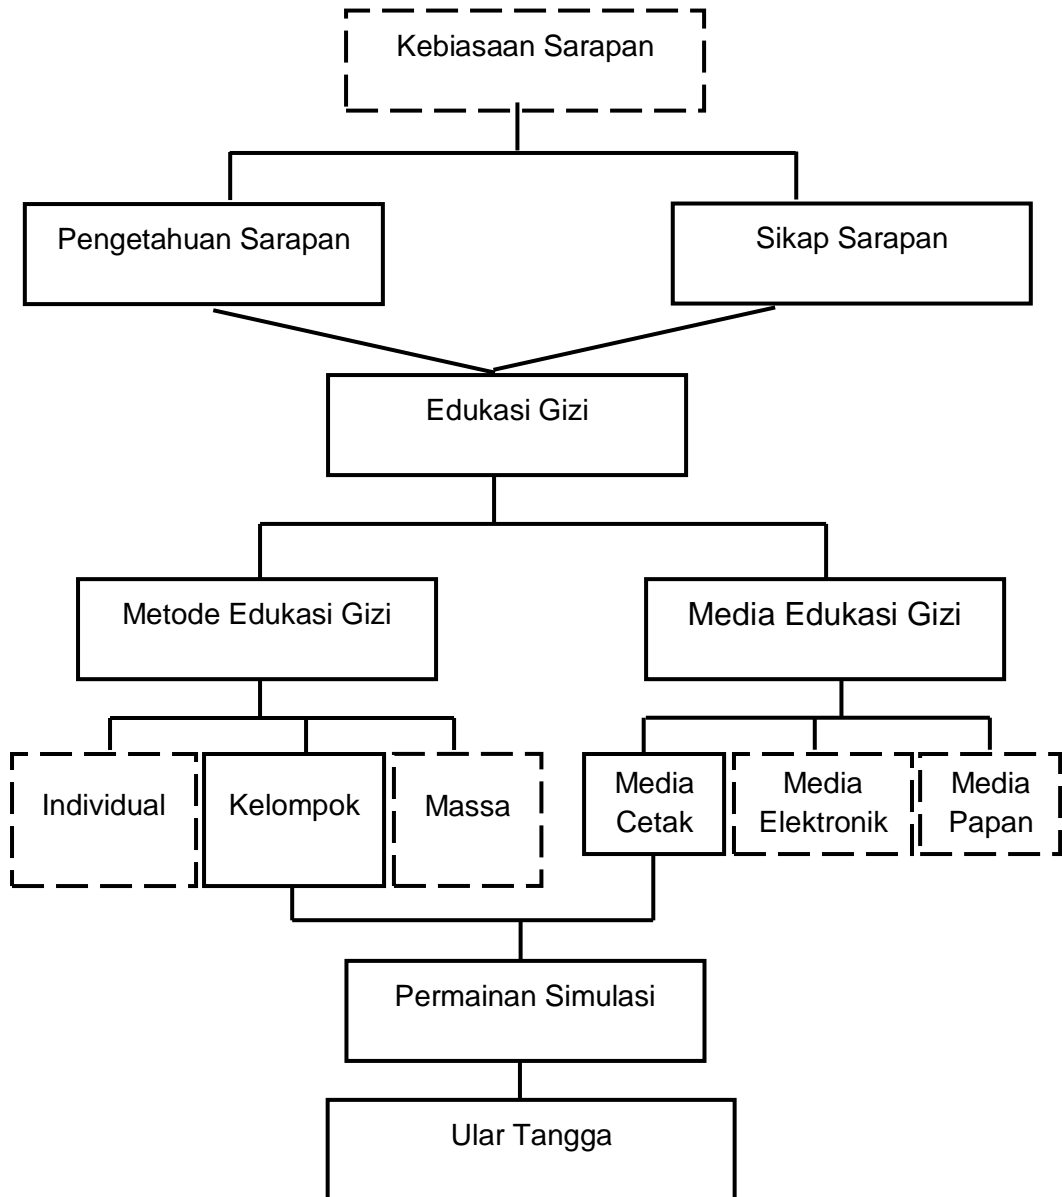 Kebiasaan Sarapan
Pengetahuan Sarapan
Sikap Sarapan
Edukasi Gizi
Metode Edukasi Gizi
Media Edukasi Gizi
Individual
Kelompok
Massa
Media
Cetak
Media
Elektronik
Media
Papan
Permainan Simulasi
Ular Tangga